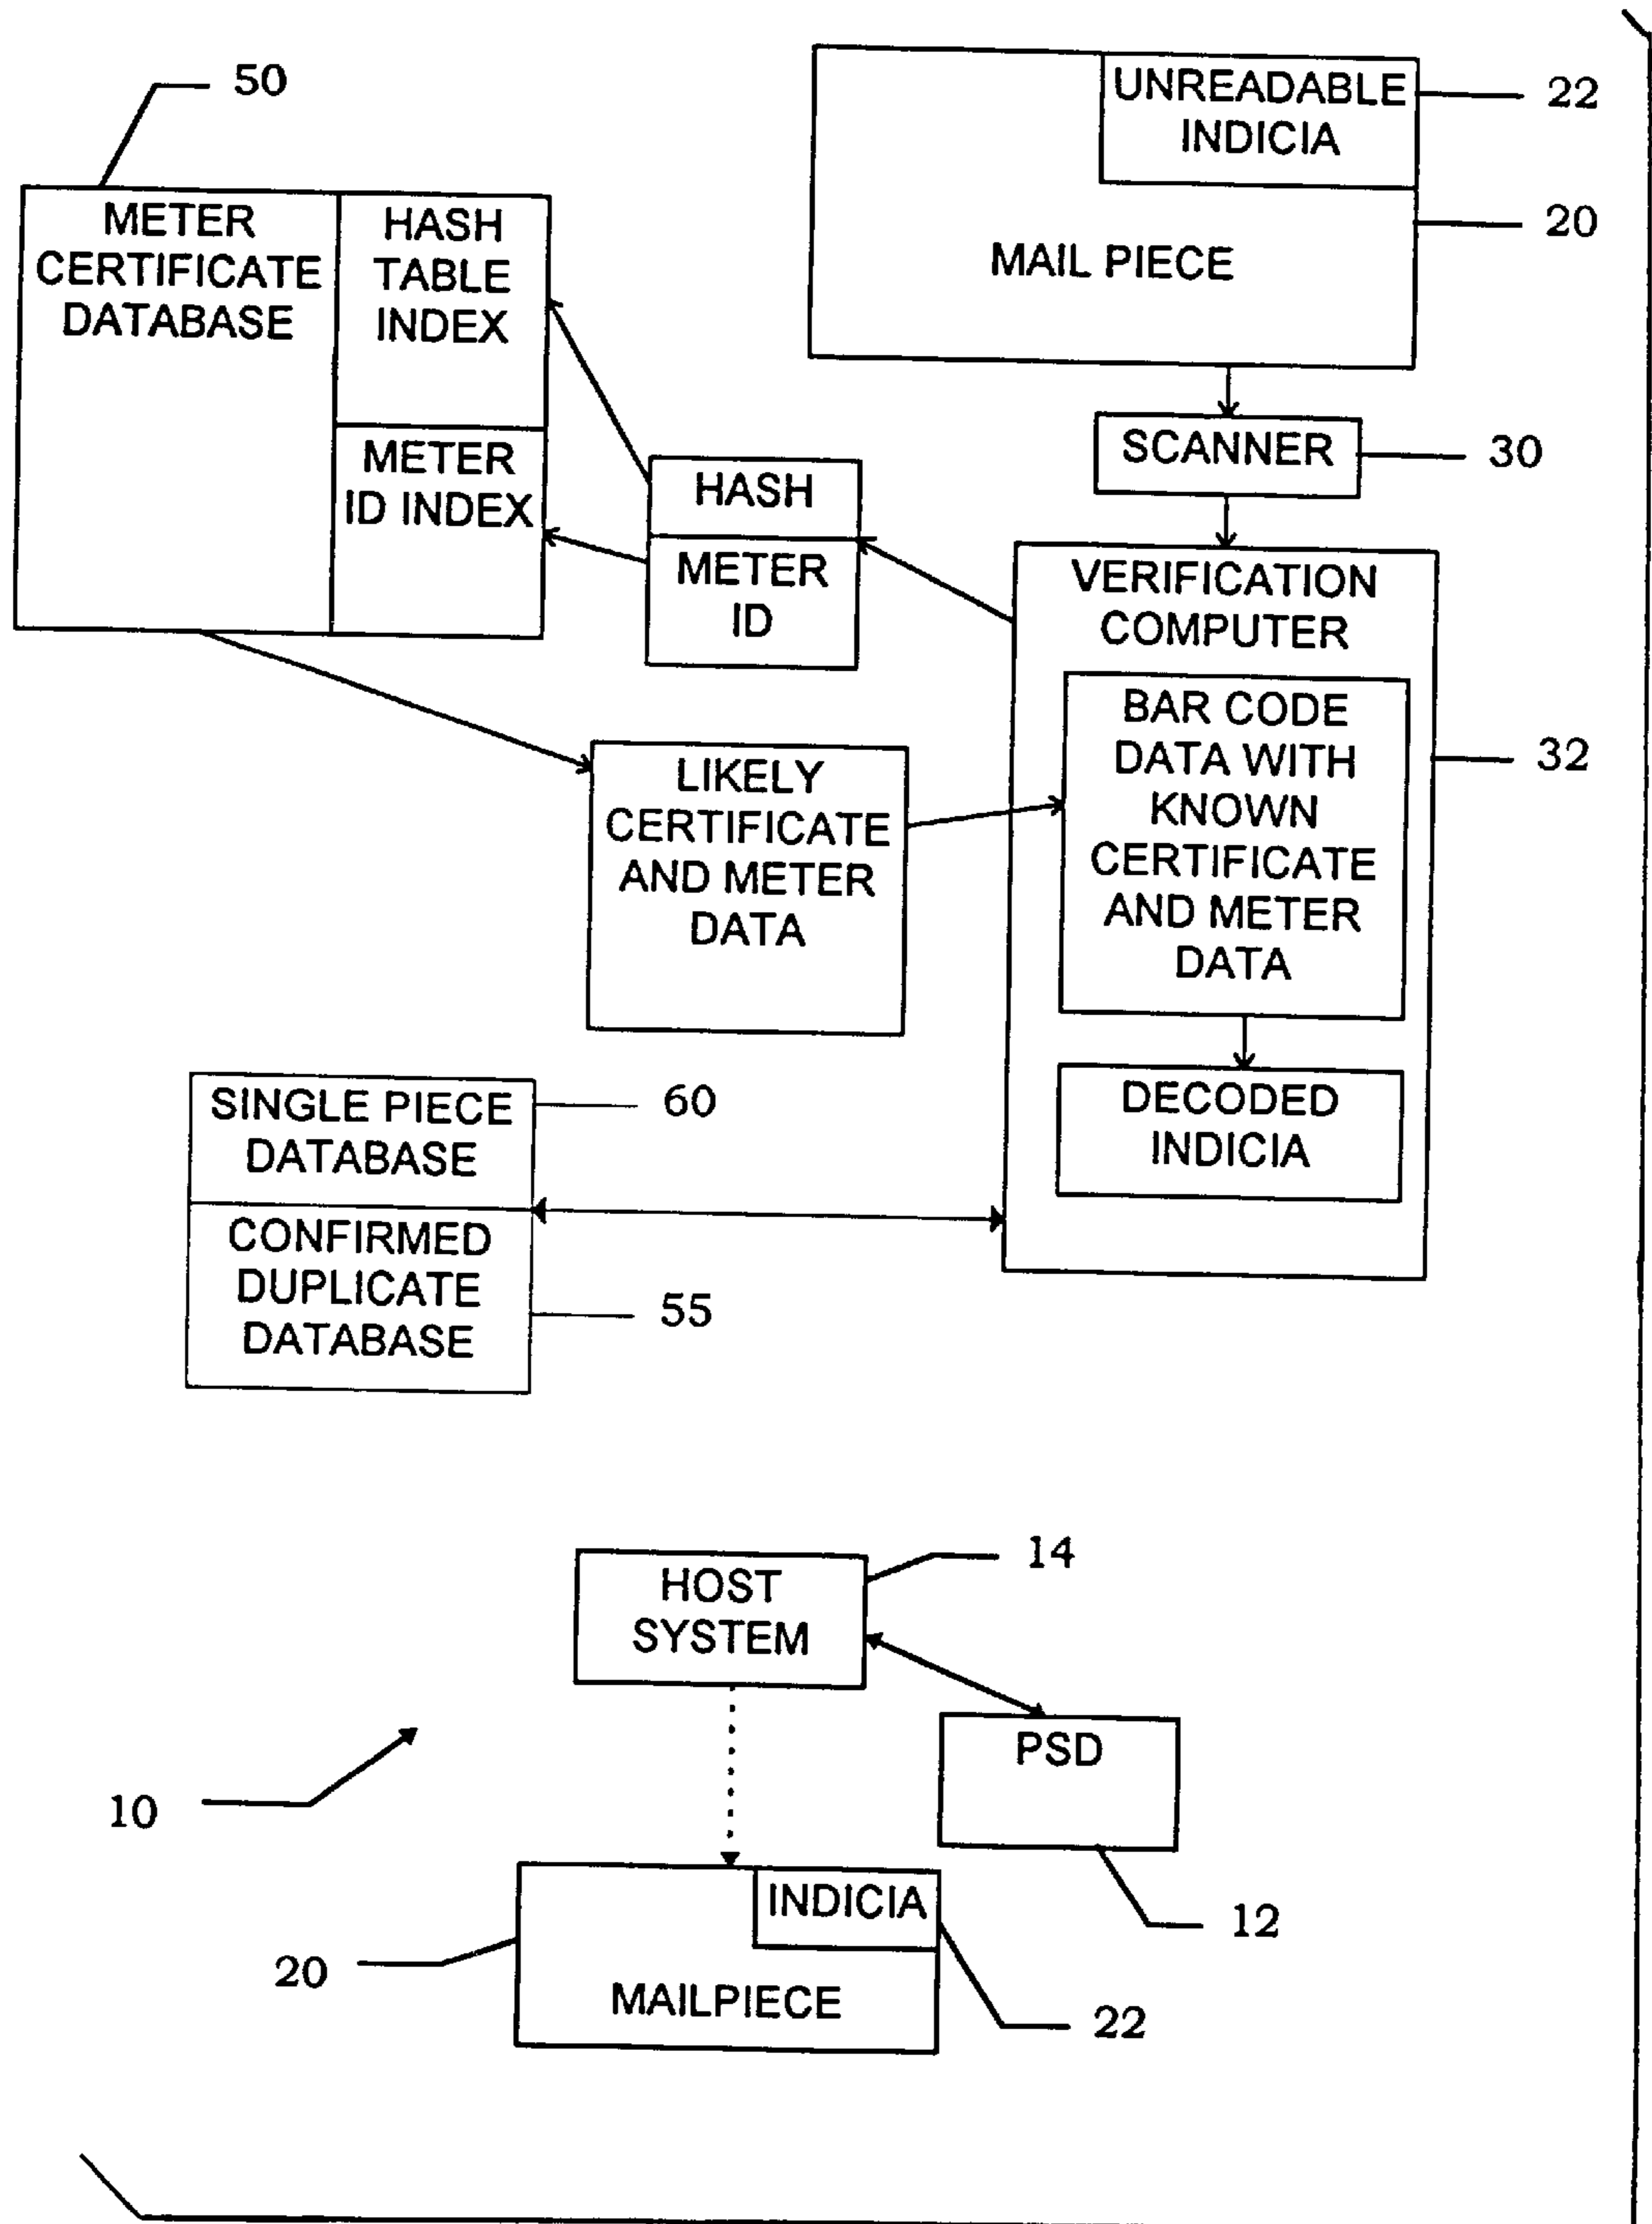 50
UNREADABLE
INDICIA
22
METER
CERTIFICATE
DATABASE
HASH
TABLE
INDEX
20
MAIL PIECE
SCANNER
30
METER
ID INDEX
HASH
METER
ID
VERIFICATION
COMPUTER
BAR CODE
DATA WITH
KNOWN
CERTIFICATE
AND METER
DATA
32
LIKELY
CERTIFICATE
AND METER
DATA
DECODED
INDICIA
SINGLE PIECE
DATABASE
60
CONFIRMED
DUPLICATE
DATABASE
55
HOST
SYSTEM
14
PSD
10
12
INDICIA
20
MAILPIECE
22